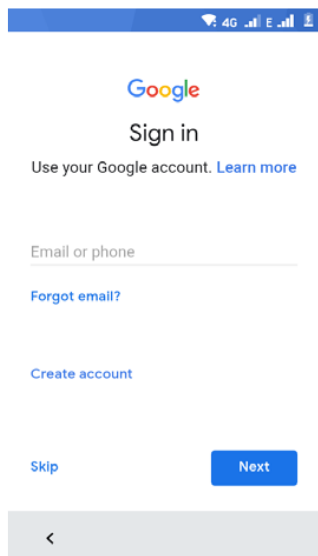 4G E
Google
Sign in
Use your Google account. Learn more
Email or phone
Forgot email?
Create account
Skip Next